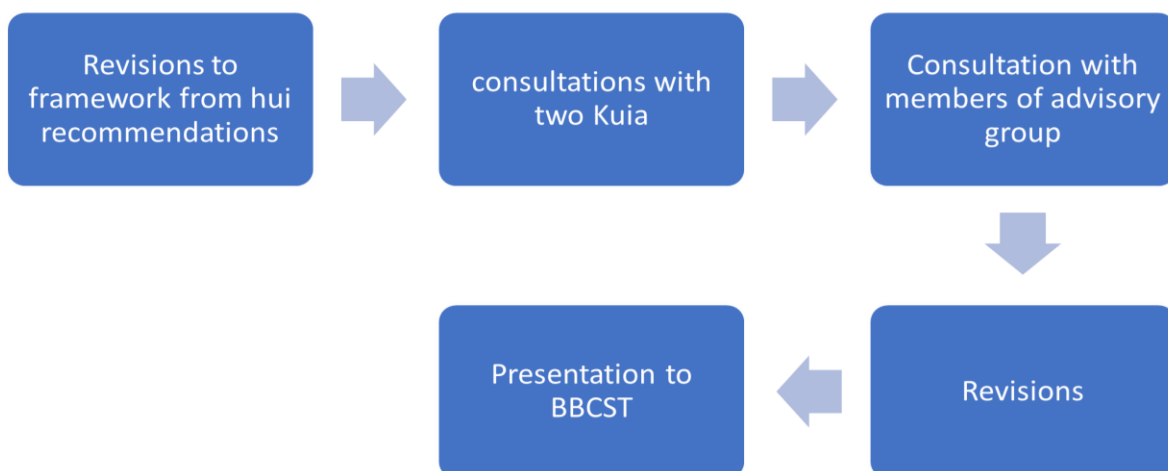 Revisions to
framework from hui
recommendations
consultations with
two Kuia
Consultation with
members of advisory
group
Revisions
Presentation to
BBCST